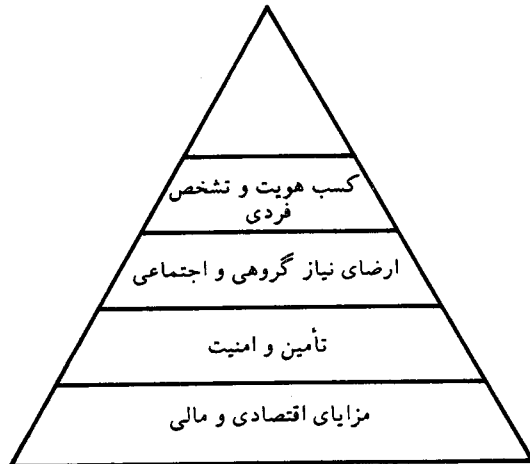 کسب هویت و تشخص
فردی
ارضای نیاز گروهی و اجتماعی
تأمین و امنیت
مزایای اقتصادی و مالی